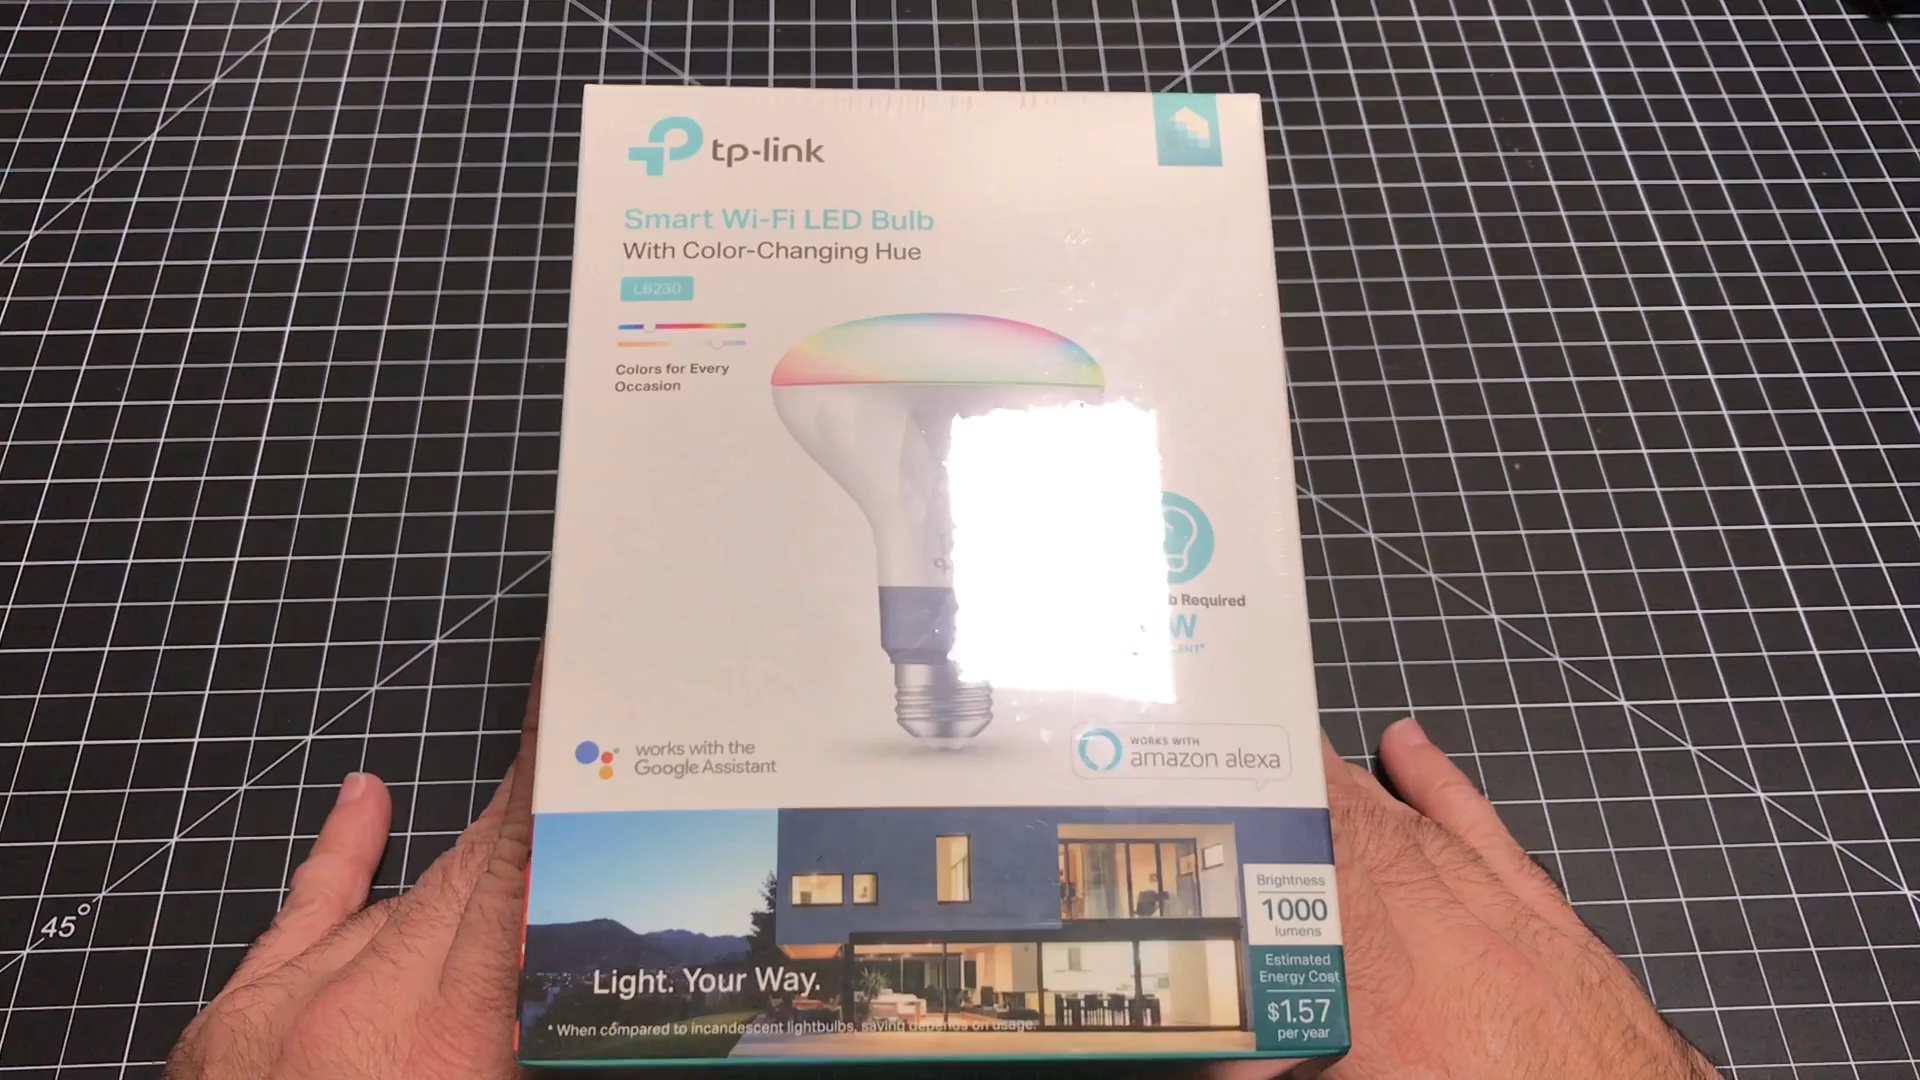 tp-link
Smart Wi-Fi LED Bulb
With Color-Changing Hue
LB230
Colors for Every
Occasion
Required
W
works with the
Google Assistant
WORKS WITH
amazon alexa
Brightness
1000
lumens
Estimated
Energy Cost
$1.57
per year
Light. Your Way.
* When compared to incandescent lightbulbs, saving depends on usage.
45°